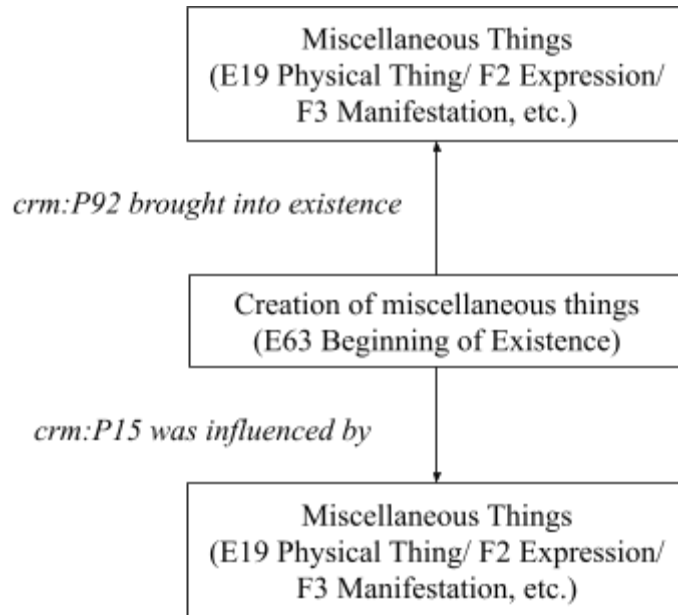 Miscellaneous Things
(E19 Physical Thing/ F2 Expression/
F3 Manifestation, etc.)
crm:P92 brought into existence
Creation of miscellaneous things
(E63 Beginning of Existence)
crm:P15 was influenced by
Miscellaneous Things
(E19 Physical Thing/ F2 Expression/
F3 Manifestation, etc.)